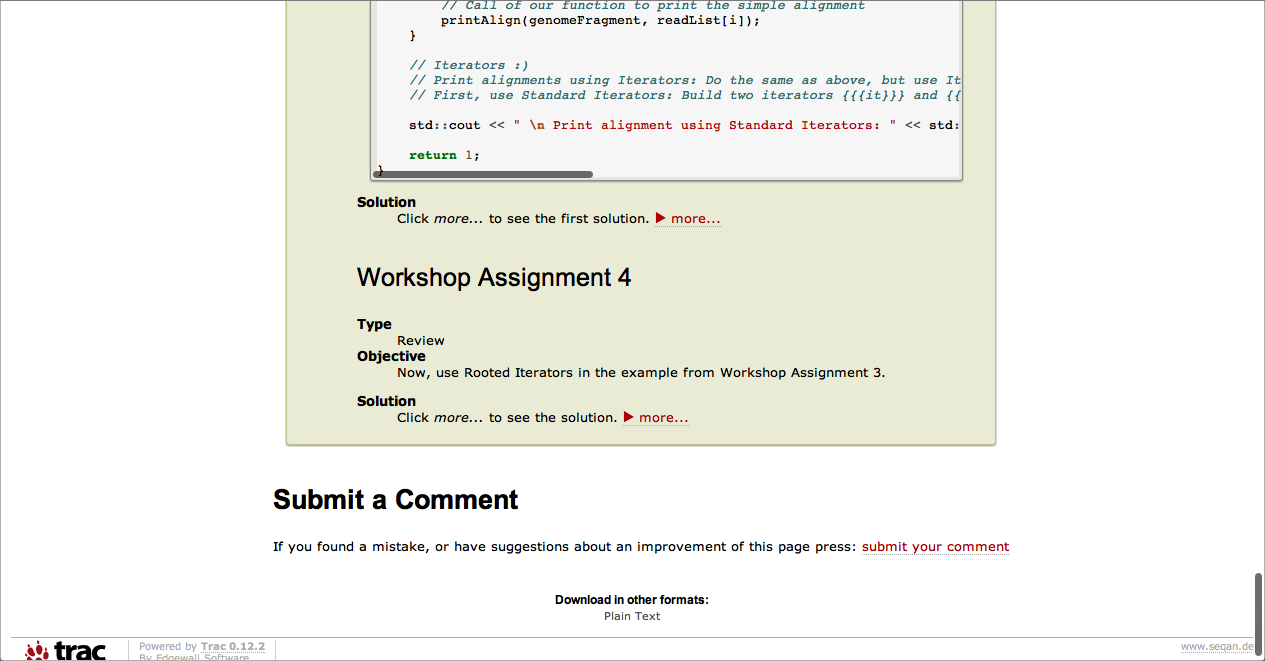 // Call of our function to print the simple alignment
printAlign(genomeFragment, readList[i]);
}
// Iterators :)
// Print alignments using Iterators: Do the same as above, but use It
// First, use Standard Iterators: Build two iterators {{{it}}} and {{
std::cout << " \n Print alignment using Standard Iterators: " << std:
return 1;
}
Solution
Click more... to see the first solution. ▶ more...
Workshop Assignment 4
Type
Review
Objective
Now, use Rooted Iterators in the example from Workshop Assignment 3.
Solution
Click more... to see the solution. ▶ more...
Submit a Comment
If you found a mistake, or have suggestions about an improvement of this page press: submit your comment
Download in other formats:
Plain Text
trac
Powered by Trac 0.12.2
By Edgewall Software
www.seqan.de